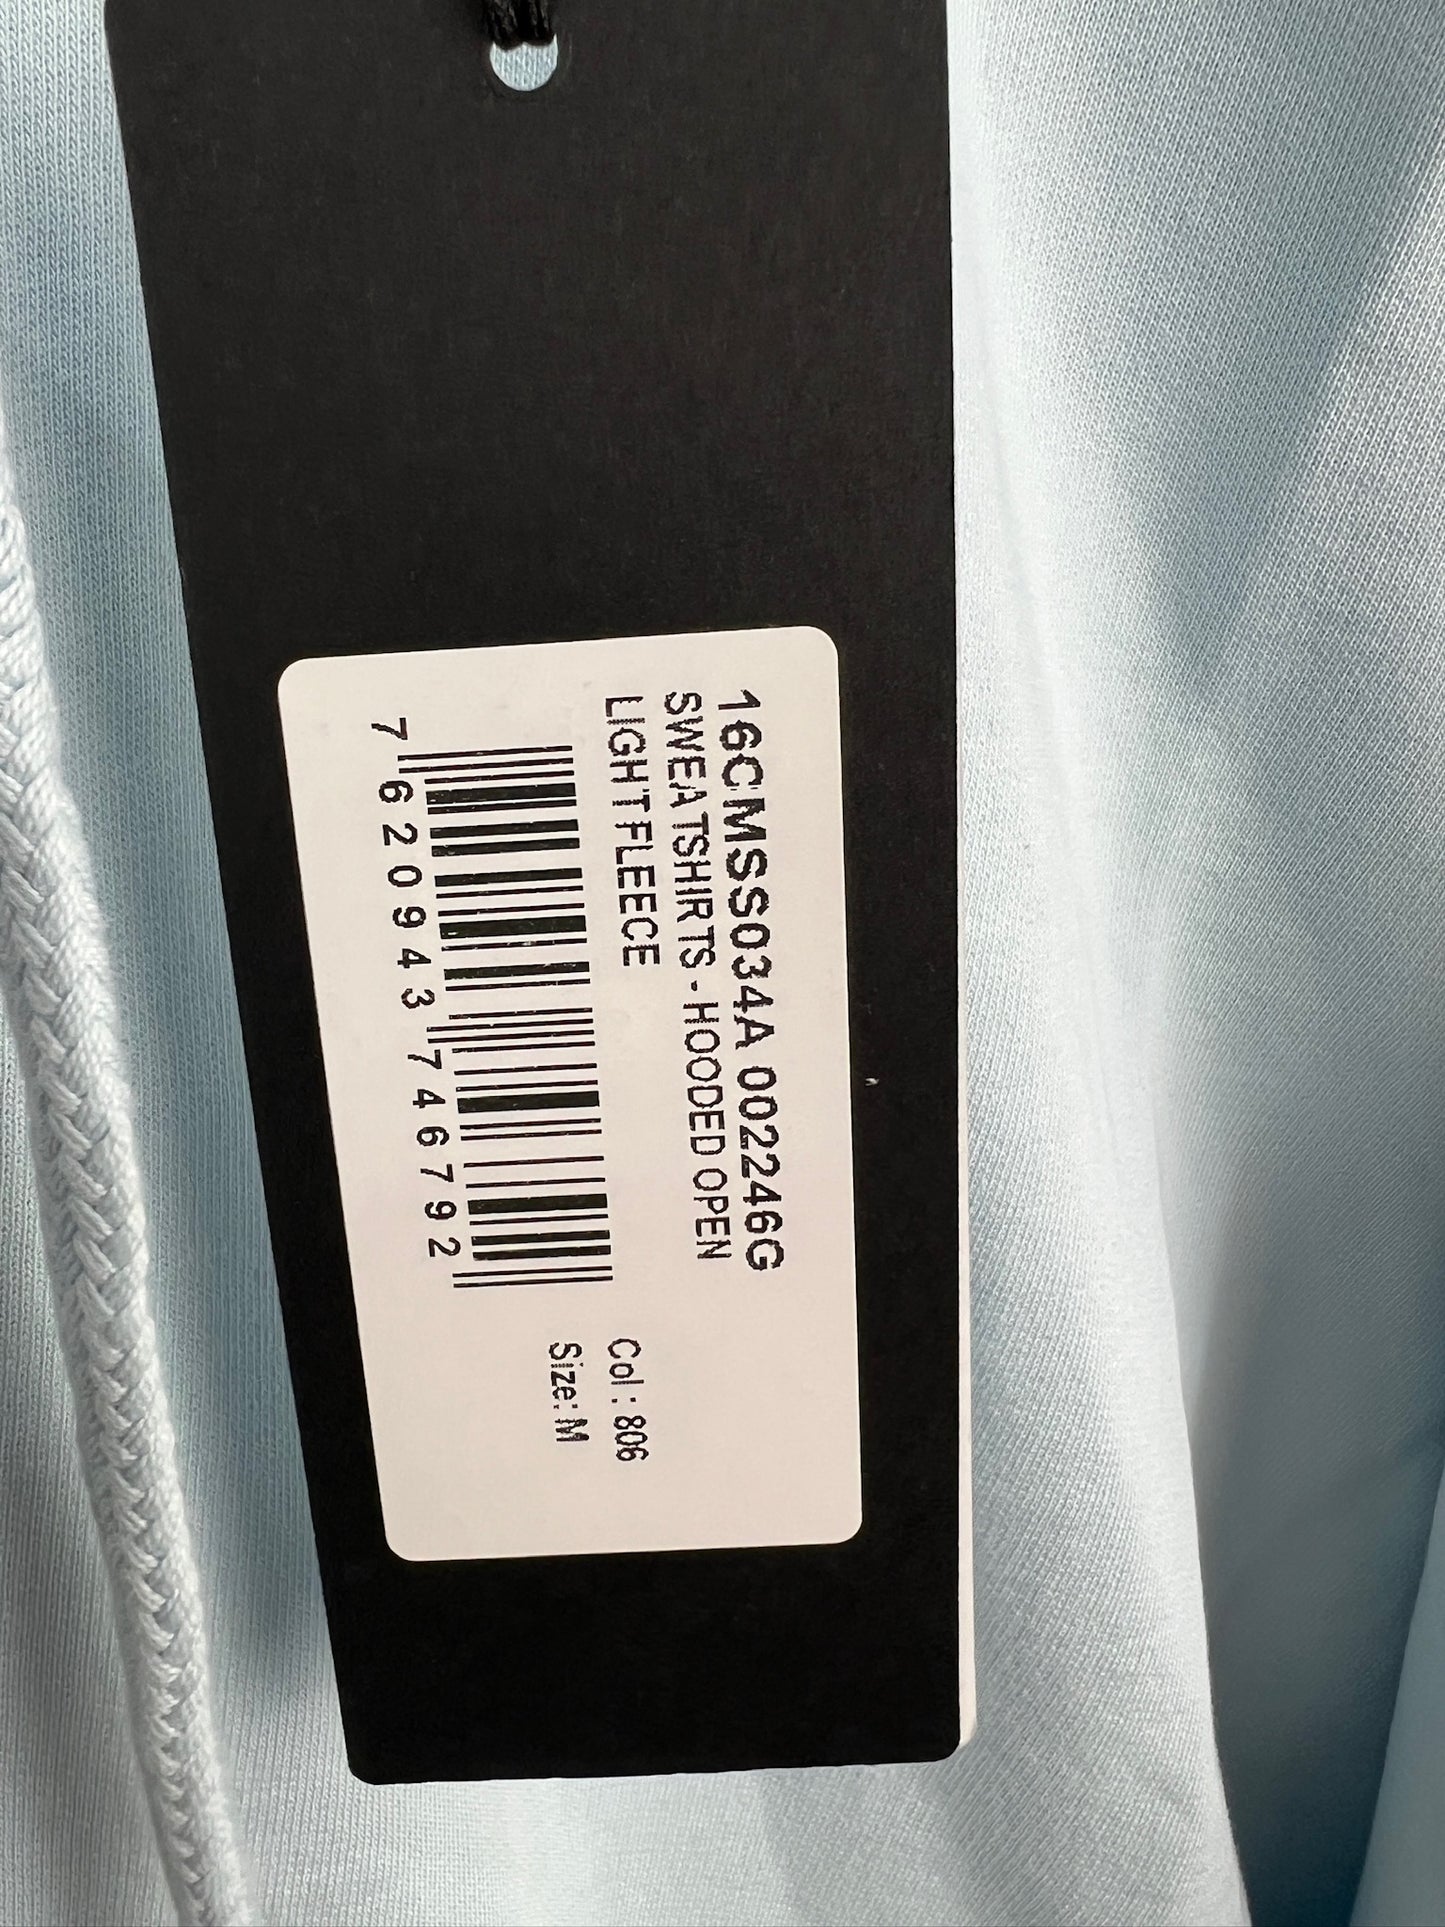 16CMSS034A 002246G
SWEATSHIRTS - HOODED OPEN
LIGHT FLEECE
7 620943 746792
Col : 806
Size: M